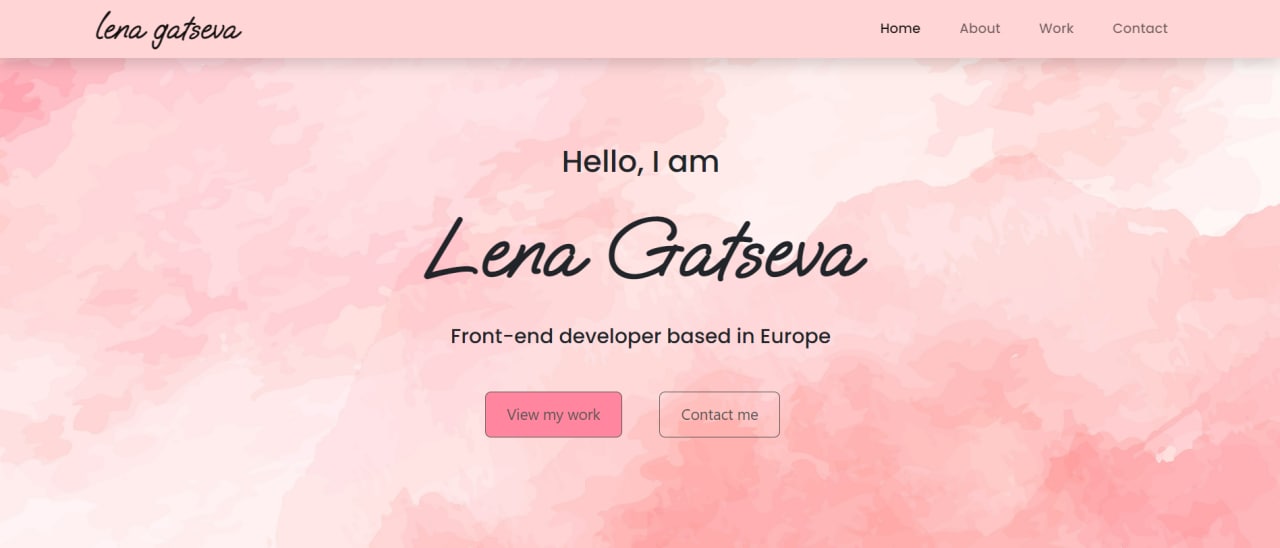 lena gatseva
Home About Work Contact
Hello, I am
Lena Gatseva
Front-end developer based in Europe
View my work Contact me